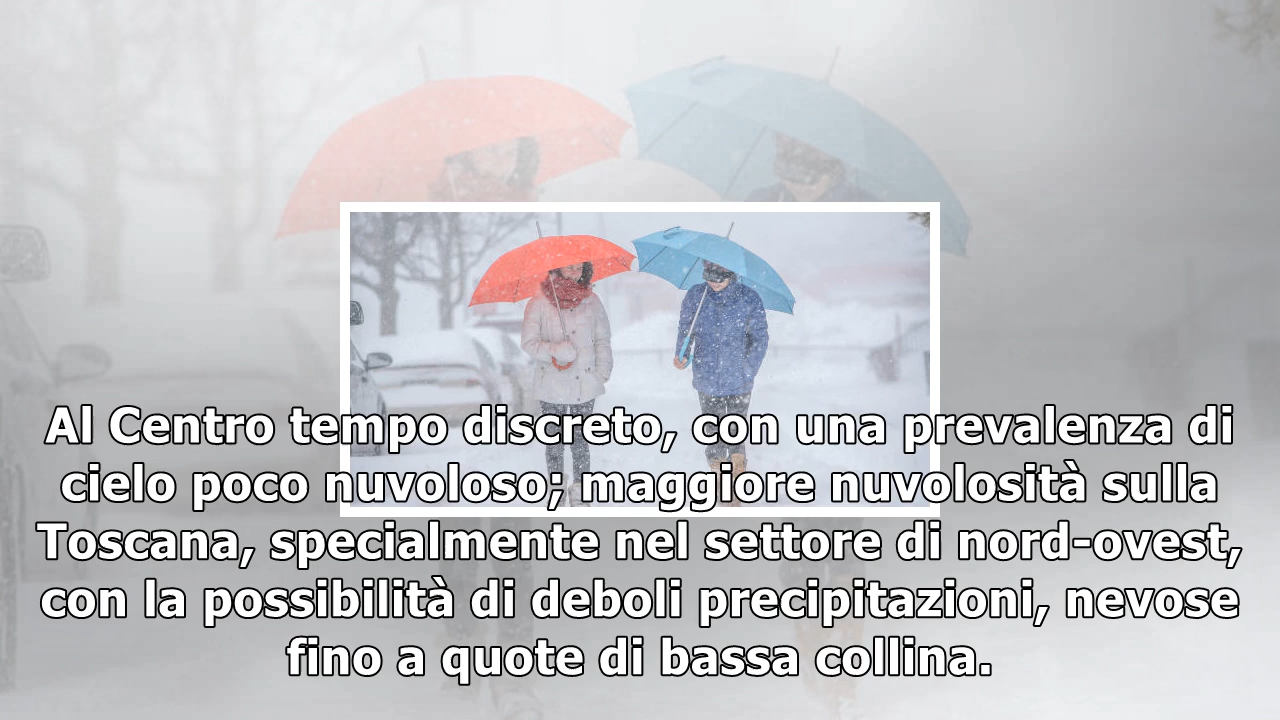 Al Centro tempo discreto, con una prevalenza di
cielo poco nuvoloso; maggiore nuvolosità sulla
Toscana, specialmente nel settore di nord-ovest,
con la possibilità di deboli precipitazioni, nevose
fino a quote di bassa collina.